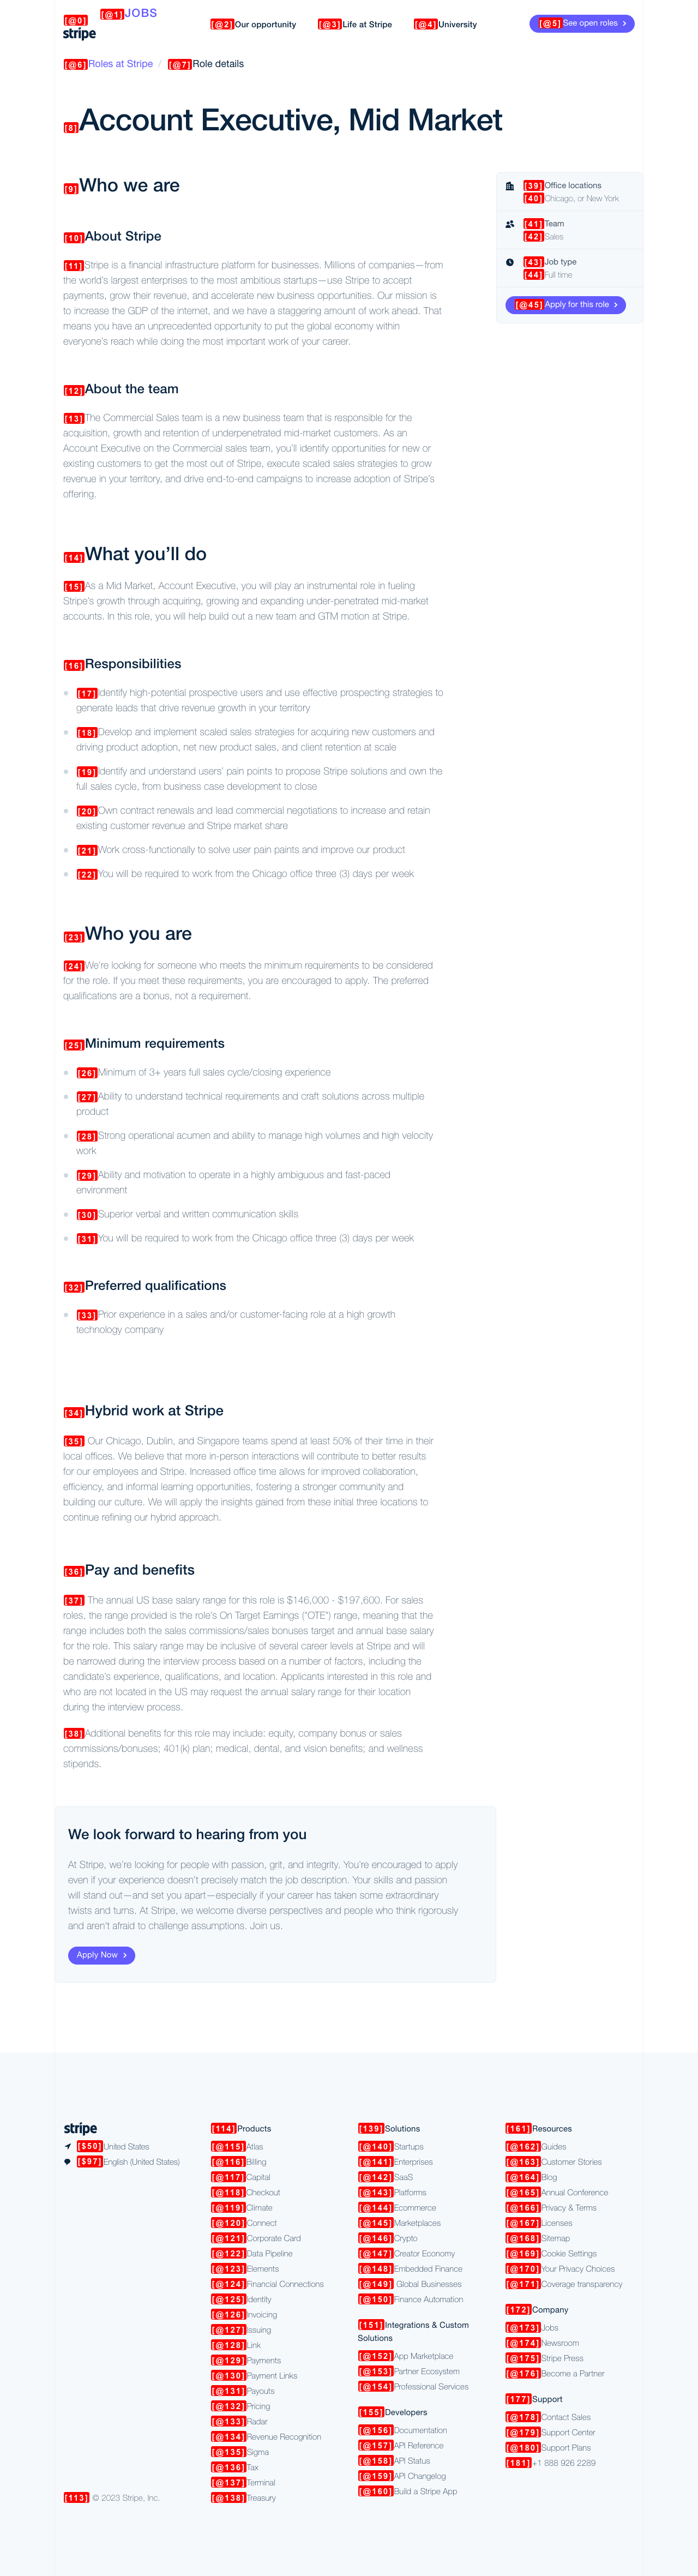 [@0]
stripe
[@1]JOBS
[@2]Our opportunity
[@3]Life at Stripe
[@4]University
[@5]See open roles
[@6]Roles at Stripe / [@7]Role details
[8]Account Executive, Mid Market
[9]Who we are
[10]About Stripe
[11]Stripe is a financial infrastructure platform for businesses. Millions of companies—from
the world's largest enterprises to the most ambitious startups—use Stripe to accept
payments, grow their revenue, and accelerate new business opportunities. Our mission is
to increase the GDP of the internet, and we have a staggering amount of work ahead. That
means you have an unprecedented opportunity to put the global economy within
everyone's reach while doing the most important work of your career.
[12]About the team
[13]The Commercial Sales team is a new business team that is responsible for the
acquisition, growth and retention of underpenetrated mid-market customers. As an
Account Executive on the Commercial sales team, you'll identify opportunities for new or
existing customers to get the most out of Stripe, execute scaled sales strategies to grow
revenue in your territory, and drive end-to-end campaigns to increase adoption of Stripe's
offering.
[14]What you'll do
[15]As a Mid Market, Account Executive, you will play an instrumental role in fueling
Stripe's growth through acquiring, growing and expanding under-penetrated mid-market
accounts. In this role, you will help build out a new team and GTM motion at Stripe.
[16]Responsibilities
[17]Identify high-potential prospective users and use effective prospecting strategies to
generate leads that drive revenue growth in your territory
[18]Develop and implement scaled sales strategies for acquiring new customers and
driving product adoption, net new product sales, and client retention at scale
[19]Identify and understand users' pain points to propose Stripe solutions and own the
full sales cycle, from business case development to close
[20]Own contract renewals and lead commercial negotiations to increase and retain
existing customer revenue and Stripe market share
[21]Work cross-functionally to solve user pain paints and improve our product
[22]You will be required to work from the Chicago office three (3) days per week
[23]Who you are
[24]We're looking for someone who meets the minimum requirements to be considered
for the role. If you meet these requirements, you are encouraged to apply. The preferred
qualifications are a bonus, not a requirement.
[25]Minimum requirements
[26]Minimum of 3+ years full sales cycle/closing experience
[27]Ability to understand technical requirements and craft solutions across multiple
product
[28]Strong operational acumen and ability to manage high volumes and high velocity
work
[29]Ability and motivation to operate in a highly ambiguous and fast-paced
environment
[30]Superior verbal and written communication skills
[31]You will be required to work from the Chicago office three (3) days per week
[32]Preferred qualifications
[33]Prior experience in a sales and/or customer-facing role at a high growth
technology company
[34]Hybrid work at Stripe
[35] Our Chicago, Dublin, and Singapore teams spend at least 50% of their time in their
local offices. We believe that more in-person interactions will contribute to better results
for our employees and Stripe. Increased office time allows for improved collaboration,
efficiency, and informal learning opportunities, fostering a stronger community and
building our culture. We will apply the insights gained from these initial three locations to
continue refining our hybrid approach.
[36]Pay and benefits
[37] The annual US base salary range for this role is $146,000 - $197,600. For sales
roles, the range provided is the role's On Target Earnings ("OTE") range, meaning that the
range includes both the sales commissions/sales bonuses target and annual base salary
for the role. This salary range may be inclusive of several career levels at Stripe and will
be narrowed during the interview process based on a number of factors, including the
candidate's experience, qualifications, and location. Applicants interested in this role and
who are not located in the US may request the annual salary range for their location
during the interview process.
[38]Additional benefits for this role may include: equity, company bonus or sales
commissions/bonuses; 401(k) plan; medical, dental, and vision benefits; and wellness
stipends.
[39]Office locations
[40]Chicago, or New York
[41]Team
[42]Sales
[43]Job type
[44]Full time
[@45]Apply for this role
We look forward to hearing from you
At Stripe, we're looking for people with passion, grit, and integrity. You're encouraged to apply
even if your experience doesn't precisely match the job description. Your skills and passion
will stand out—and set you apart—especially if your career has taken some extraordinary
twists and turns. At Stripe, we welcome diverse perspectives and people who think rigorously
and aren't afraid to challenge assumptions. Join us.
Apply Now
stripe
[$50]United States
[$97]English (United States)
[113] © 2023 Stripe, Inc.
[114]Products
[@115]Atlas
[@116]Billing
[@117]Capital
[@118]Checkout
[@119]Climate
[@120]Connect
[@121]Corporate Card
[@122]Data Pipeline
[@123]Elements
[@124]Financial Connections
[@125]Identity
[@126]Invoicing
[@127]Issuing
[@128]Link
[@129]Payments
[@130]Payment Links
[@131]Payouts
[@132]Pricing
[@133]Radar
[@134]Revenue Recognition
[@135]Sigma
[@136]Tax
[@137]Terminal
[@138]Treasury
[139]Solutions
[@140]Startups
[@141]Enterprises
[@142]SaaS
[@143]Platforms
[@144]Ecommerce
[@145]Marketplaces
[@146]Crypto
[@147]Creator Economy
[@148]Embedded Finance
[@149] Global Businesses
[@150]Finance Automation
[151]Integrations & Custom
Solutions
[@152]App Marketplace
[@153]Partner Ecosystem
[@154]Professional Services
[155]Developers
[@156]Documentation
[@157]API Reference
[@158]API Status
[@159]API Changelog
[@160]Build a Stripe App
[161]Resources
[@162]Guides
[@163]Customer Stories
[@164]Blog
[@165]Annual Conference
[@166]Privacy & Terms
[@167]Licenses
[@168]Sitemap
[@169]Cookie Settings
[@170]Your Privacy Choices
[@171]Coverage transparency
[172]Company
[@173]Jobs
[@174]Newsroom
[@175]Stripe Press
[@176]Become a Partner
[177]Support
[@178]Contact Sales
[@179]Support Center
[@180]Support Plans
[181]+1 888 926 2289